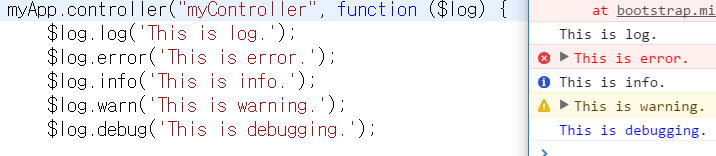 myApp.controller("myController", function ($log) {
$log.log('This is log.');
$log.error('This is error.');
$log.info('This is info.');
$log.warn('This is warning.');
$log.debug('This is debugging.');
at bootstrap.mi
This is log.
This is error.
This is info.
This is warning.
This is debugging.